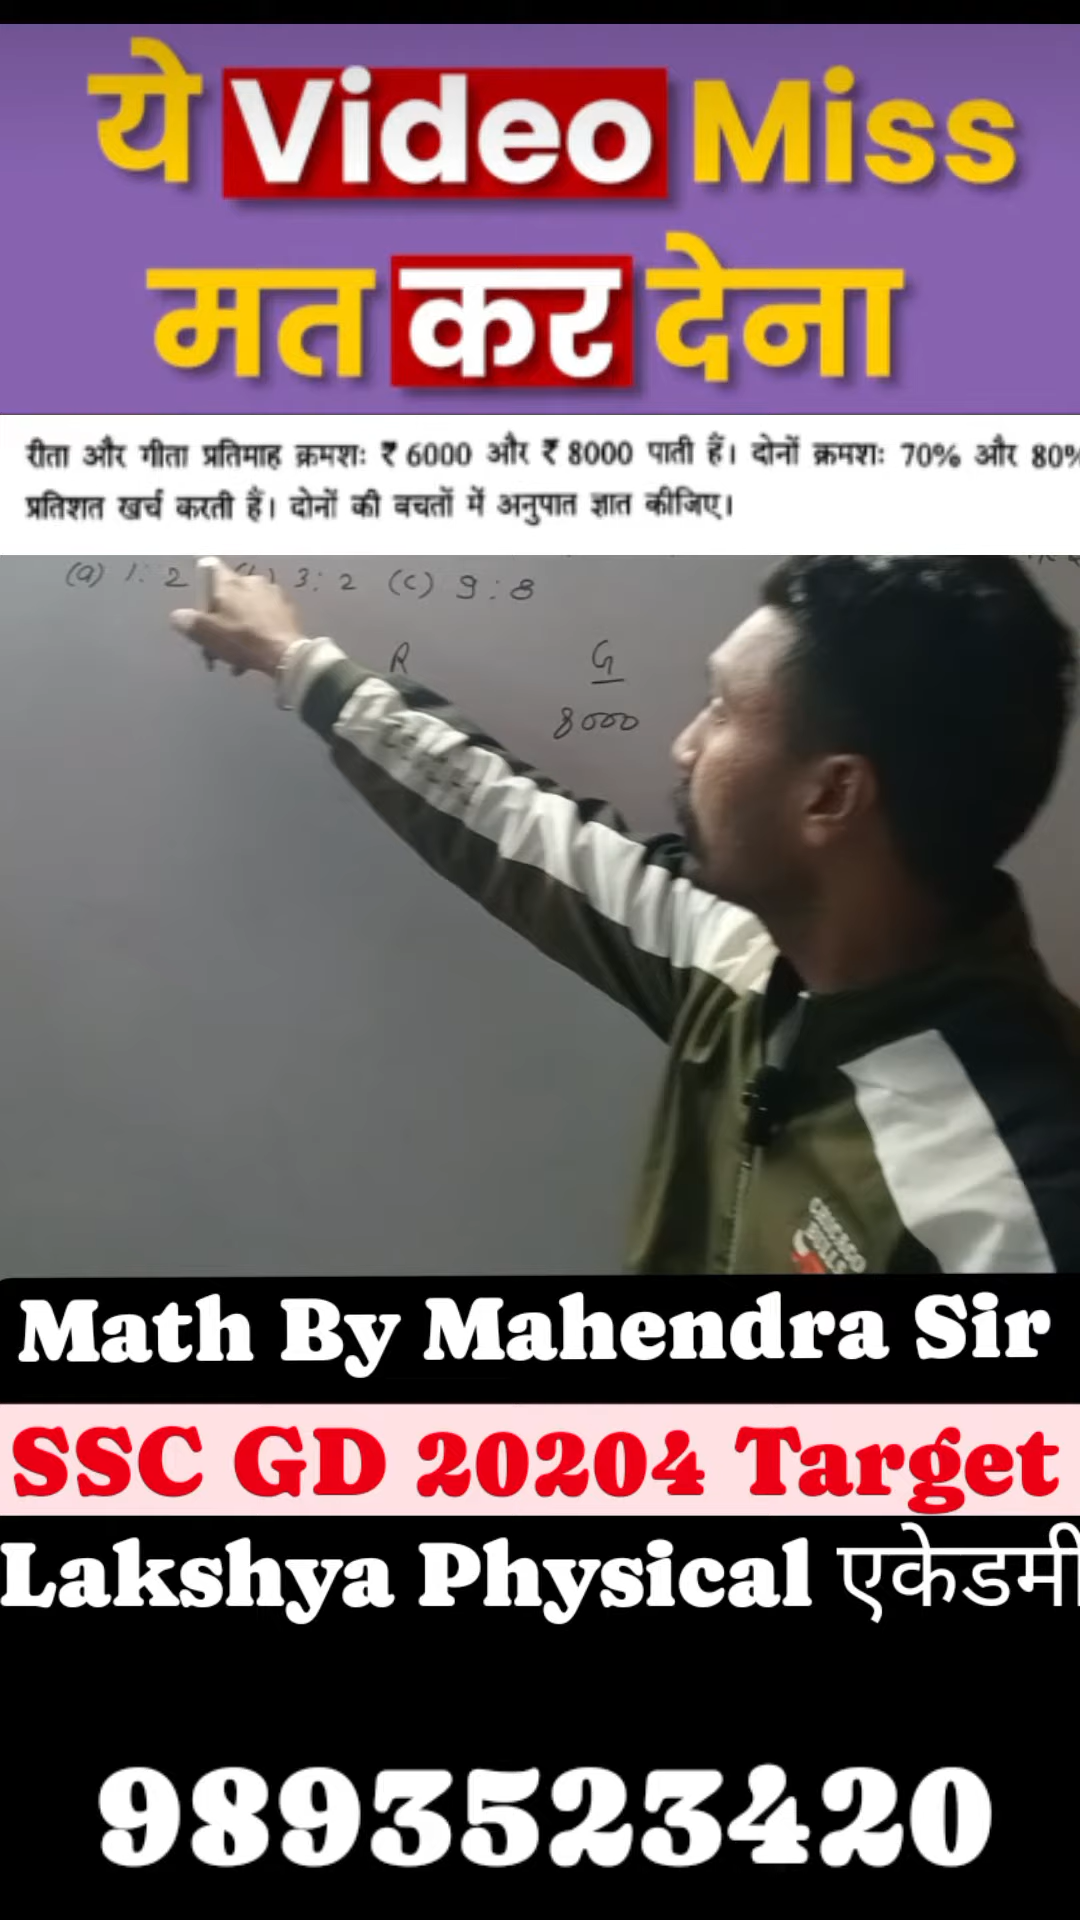 ये Video Miss
मत कर देना
रीता और गीता प्रतिमाह क्रमशः ₹ 6000 और ₹ 8000 पाती हैं। दोनों क्रमशः 70% और 80%
प्रतिशत खर्च करती हैं। दोनों की बचतों में अनुपात ज्ञात कीजिए।
(a) 1:2 3:2 (c) 9:8
R G
8000
CHICAGO
BULLS
Math By Mahendra Sir
SSC GD 20204 Target
Lakshya Physical एकेडमी
9893523420